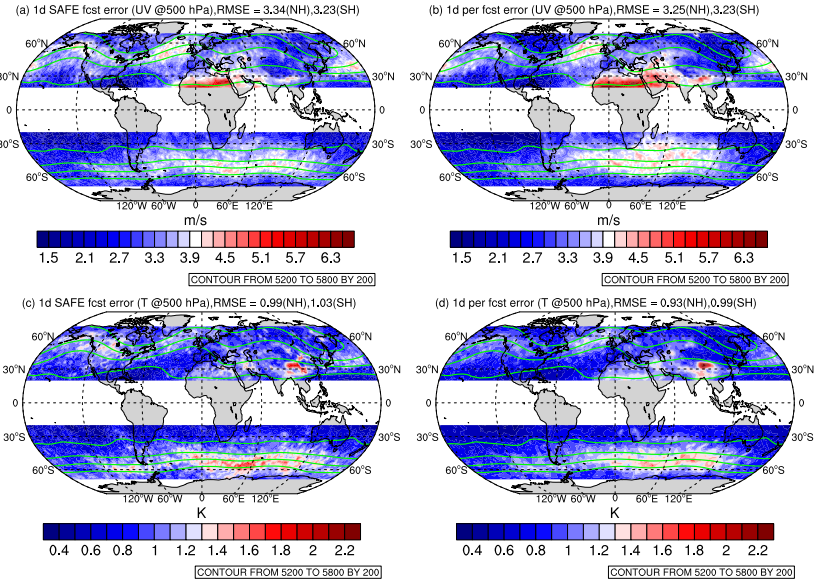 (a) 1d SAFE fcst error (UV @500 hPa),RMSE = 3.34(NH),3.23(SH)
(b) 1d per fcst error (UV @500 hPa),RMSE = 3.25(NH),3.23(SH)
60°N 60°N 60°N 60°N
30°N 30°N 30°N 30°N
0 0 0 0
30°S 30°S 30°S 30°S
60°S 60°S 60°S 60°S
120°W 60°W 0 60°E 120°E
120°W 60°W 0 60°E 120°E
m/s
m/s
1.5 2.1 2.7 3.3 3.9 4.5 5.1 5.7 6.3
1.5 2.1 2.7 3.3 3.9 4.5 5.1 5.7 6.3
CONTOUR FROM 5200 TO 5800 BY 200
CONTOUR FROM 5200 TO 5800 BY 200
(c) 1d SAFE fcst error (T @500 hPa),RMSE = 0.99(NH),1.03(SH)
(d) 1d per fcst error (T @500 hPa),RMSE = 0.93(NH),0.99(SH)
60°N 60°N 60°N 60°N
30°N 30°N 30°N 30°N
0 0 0 0
30°S 30°S 30°S 30°S
60°S 60°S 60°S 60°S
120°W 60°W 0 60°E 120°E
120°W 60°W 0 60°E 120°E
K
K
0.4 0.6 0.8 1 1.2 1.4 1.6 1.8 2 2.2
0.4 0.6 0.8 1 1.2 1.4 1.6 1.8 2 2.2
CONTOUR FROM 5200 TO 5800 BY 200
CONTOUR FROM 5200 TO 5800 BY 200